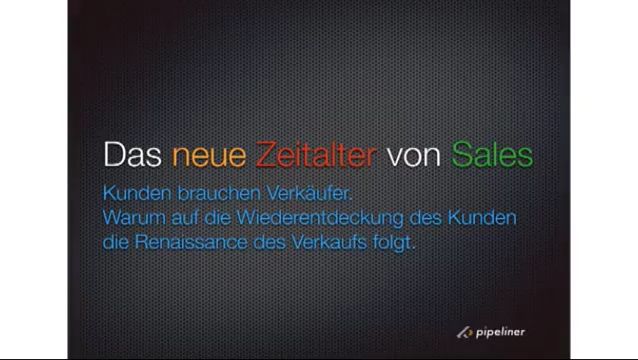 Das neue Zeitalter von Sales
Kunden brauchen Verkäufer.
Warum auf die Wiederentdeckung des Kunden
die Renaissance des Verkaufs folgt.
pipeliner